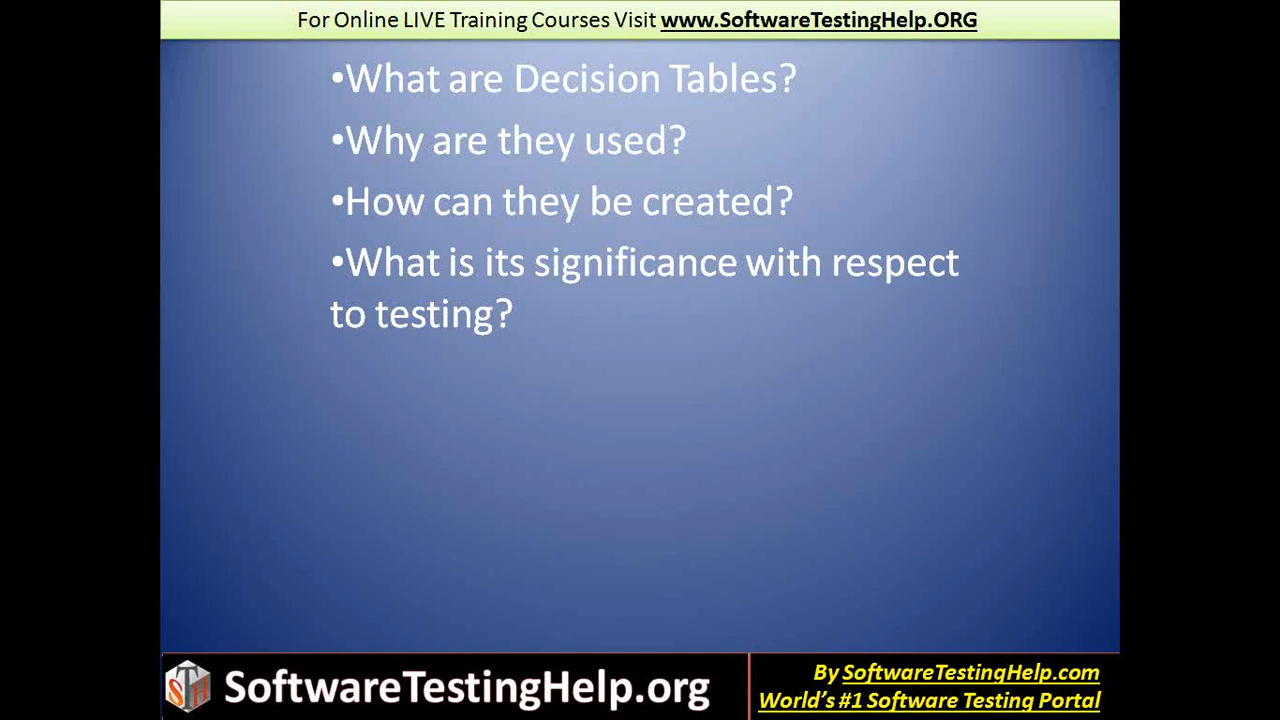 For Online LIVE Training Courses Visit www.SoftwareTestingHelp.ORG
•What are Decision Tables?
•Why are they used?
•How can they be created?
•What is its significance with respect
to testing?
STH
SoftwareTestingHelp.org
By SoftwareTestingHelp.com
World's #1 Software Testing Portal